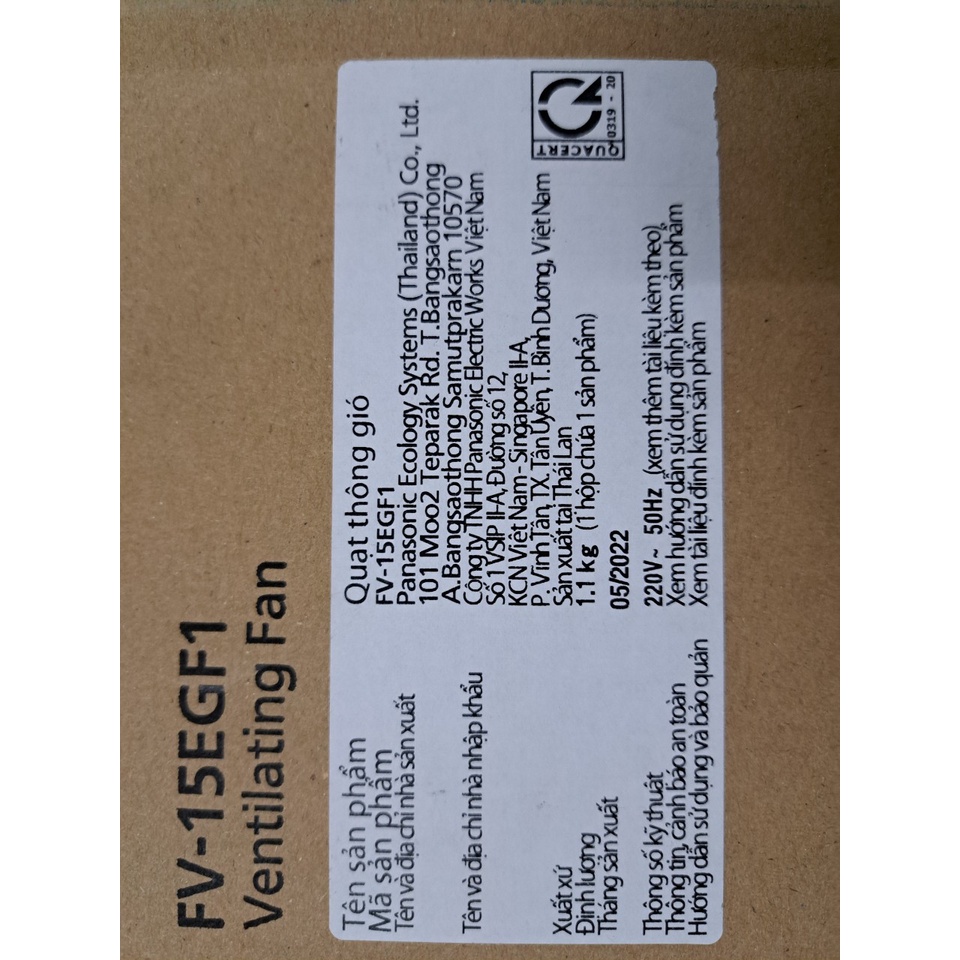 FV-15EGF1
Ventilating Fan
Tên sản phẩm Quạt thông gió
Mã sản phẩm FV-15EGF1
Tên và địa chỉ nhà sản xuất Panasonic Ecology Systems (Thailand) Co., Ltd.
101 Moo2 Teparak Rd. T.Bangsaothong
A.Bangsaothong Samutprakarn 10570
Tên và địa chỉ nhà nhập khẩu Công ty TNHH Panasonic Electric Works Việt Nam
Số 1 VSIP II-A, Đường số 12,
KCN Việt Nam - Singapore II-A,
P. Vĩnh Tân, TX. Tân Uyên, T. Bình Dương, Việt Nam
Xuất xứ Sản xuất tại Thái Lan
Định lượng 1.1 kg (1 hộp chứa 1 sản phẩm)
Tháng sản xuất 05/2022
Thông số kỹ thuật 220V~ 50Hz (xem thêm tài liệu kèm theo)
Thông tin, cảnh báo an toàn Xem hướng dẫn sử dụng đính kèm sản phẩm
Hướng dẫn sử dụng và bảo quản Xem tài liệu đính kèm sản phẩm
QUACERT
0319 - 20